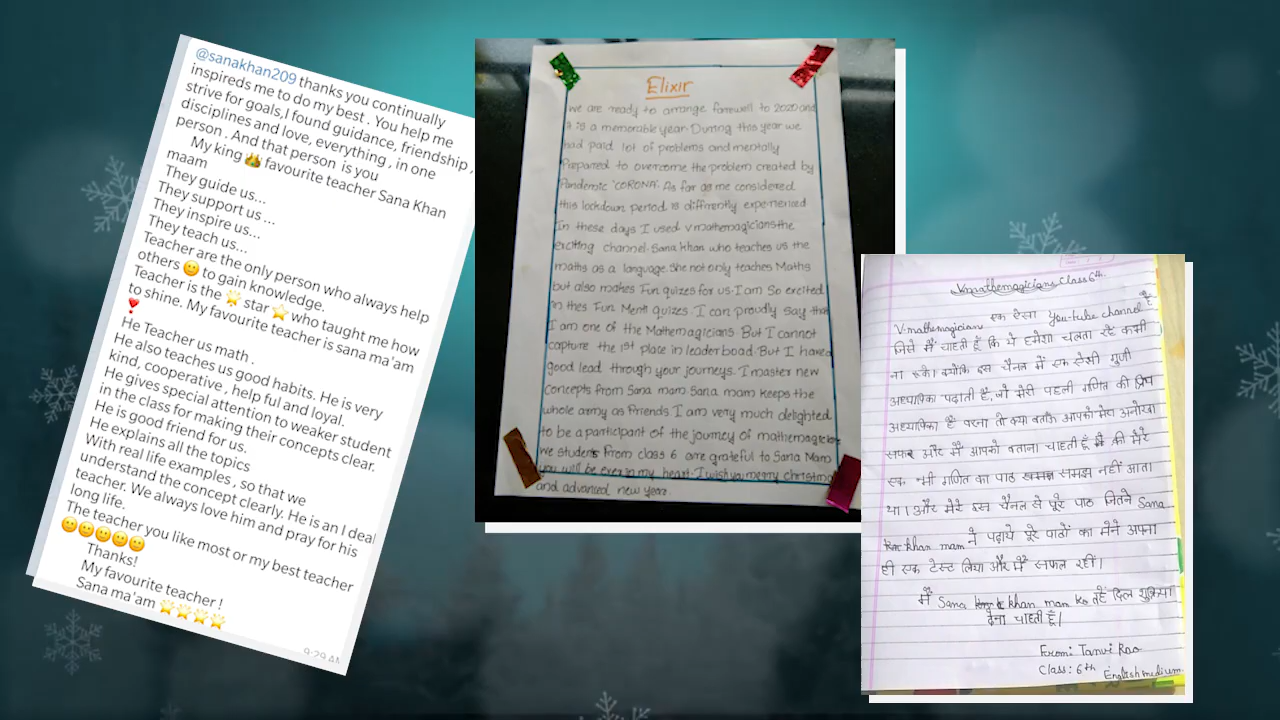 @sanakhan209 thanks you continually
inspireds me to do my best . You help me
strive for goals,I found guidance, friendship ,
disciplines and love, everything , in one
person . And that person is you
My king 👑 favourite teacher Sana Khan
maam
They guide us...
They support us ...
They inspire us...
They teach us...
Teacher are the only person who always help
others 🙂 to gain knowledge.
Teacher is the 🌟 star ⭐ who taught me how
to shine. My favourite teacher is sana ma'am
❣
He Teacher us math .
He also teaches us good habits. He is very
kind, cooperative , help ful and loyal.
He gives special attention to weaker student
in the class for making their concepts clear.
He is good friend for us.
He explains all the topics
With real life examples , so that we
understand the concept clearly. He is an I deal
teacher. We always love him and pray for his
long life.
The teacher you like most or my best teacher
🙂🙂🙂🙂🙂
Thanks!
My favourite teacher !
Sana ma'am 🌟🌟🌟🌟
9:29 AM
Elixir
we are ready to arrange farewell to 2020 and
it is a memorable year. During this year we
had paid lot of problems and mentally
Prepared to overcome the problem created by
Pandemic 'CORONA'. As far as me considered.
this lockdown period is differently experienced
In these days I used vmathemagicians the
exciting channel. Sana khan who teaches us the
maths as a language. She not only teaches Maths
but also makes Fun quizes for us. I am So excited
in thes Fun Menti quizes. I can proudly say that
I am one of the Mathemagicians. But I cannot
capture the 1st place in leader boad. But I have a
good lead through your journeys. I master new
concepts from Sana mam Sana mam keeps the
whole army as Friends I am very much delighted
to be a participant of the journey of mathemagicians
we students From class 6 are grateful to Sana Mam
you will be ever in my heart. I wish you merry christmas
and advanced new year.
Vmathemagicians Class 6th
V-mathemagician एक ऐसा You-tube channel है
जिसे मैं चाहती हूँ कि ये हमेशा चलता रहे कभी
ना रूके। क्योंकि इस चैनल में एक ऐसी गुणी
अध्यापिका पढ़ाती हैं, जो मेरी पहली गणित की प्रिय
अध्यापिका हैं वरना तो क्या बताऊँ आपको मेरा अनोखा
सफर और मैं आपको बताना चाहती हूँ की मेरे
एक भी गणित का पाठ समझ नहीं आता
था। और मेरे इस चैनल से पूरे पाठ जितने Sana
khan mam ने पढ़ाये पूरे पाठों का मैंने अपना
ही एक टेस्ट लिया और मैं सफल रहीं।
मैं Sana khan mam ko तहे दिल शुक्रिया
देना चाहती हूँ।
From: Tanvi Rao
Class: 6th English medium